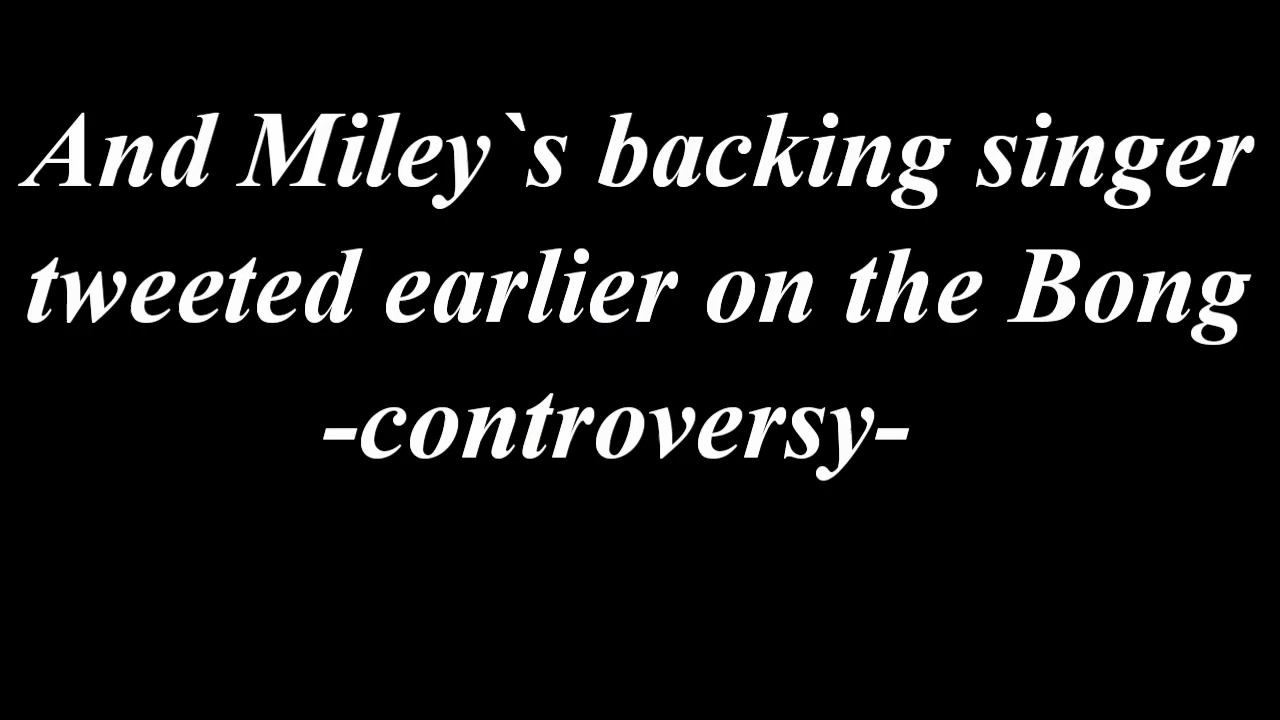 And Miley`s backing singer
tweeted earlier on the Bong
-controversy-